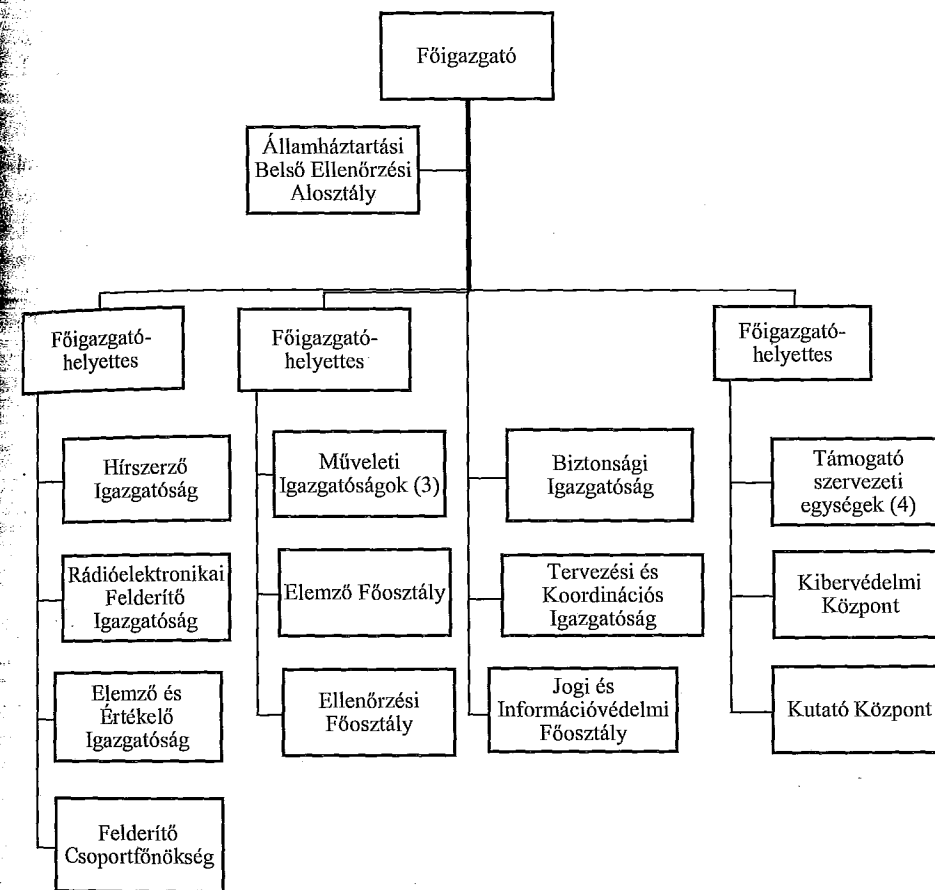 Főigazgató
Államháztartási
Belső Ellenőrzési
Alosztály
Főigazgató-
helyettes
Főigazgató-
helyettes
Főigazgató-
helyettes
Hírszerző
Igazgatóság
Rádióelektronikai
Felderítő
Igazgatóság
Elemző és
Értékelő
Igazgatóság
Felderítő
Csoportfőnökség
Műveleti
Igazgatóságok (3)
Elemző Főosztály
Ellenőrzési
Főosztály
Biztonsági
Igazgatóság
Tervezési és
Koordinációs
Igazgatóság
Jogi és
Információvédelmi
Főosztály
Támogató
szervezeti
egységek (4)
Kibervédelmi
Központ
Kutató Központ